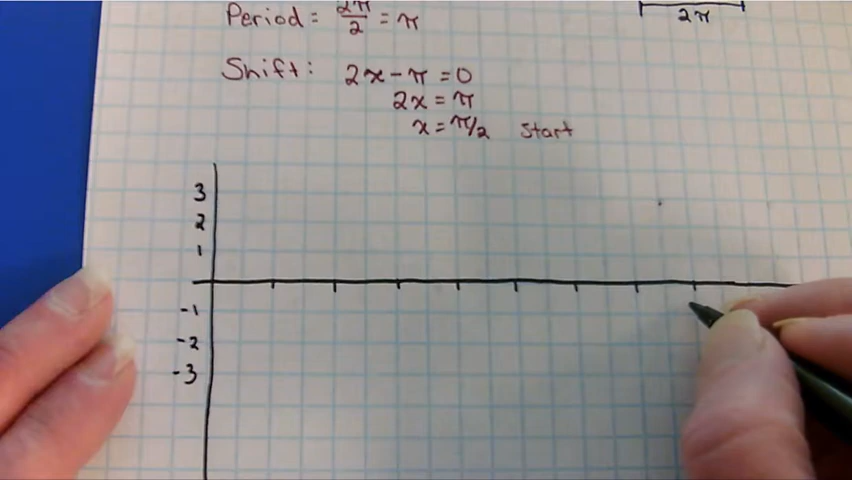 Period = 2π/2 = π
2π
Shift: 2x - π = 0
2x = π
x = π/2 start
3
2
1
-1
-2
-3